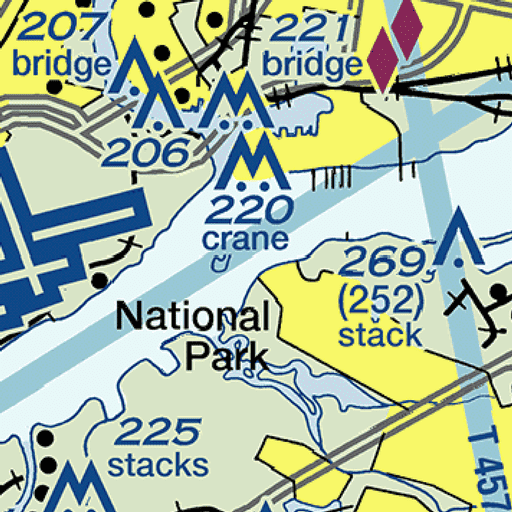 207
bridge
221
bridge
206
220
crane
269
(252)
stack
National
Park
225
stacks
T 457